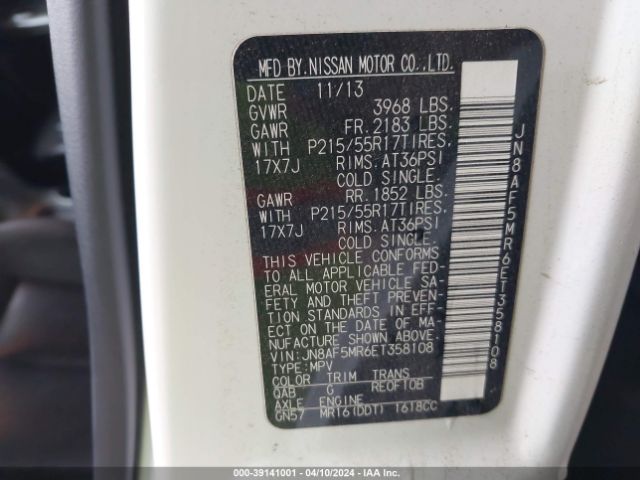 MFD BY. NISSAN MOTOR CO., LTD.
DATE 11/13
GVWR 3968 LBS.
GAWR FR. 2183 LBS.
WITH P215/55R17TIRES,
17X7J RIMS. AT36PSI
COLD SINGLE.
GAWR RR. 1852 LBS.
WITH P215/55R17TIRES,
17X7J RIMS. AT36PSI
COLD SINGLE.
THIS VEHICLE CONFORMS
TO ALL APPLICABLE FED-
ERAL MOTOR VEHICLE SA-
FETY AND THEFT PREVEN-
TION STANDARDS IN EFF-
ECT ON THE DATE OF MA-
NUFACTURE SHOWN ABOVE.
VIN: JN8AF5MR6ET358108
TYPE: MPV
COLOR TRIM TRANS
QAB G RE0F10B
AXLE ENGINE
GN57 MR16(DDT) 1618CC
JN8AF5MR6ET358108
000-39141001 - 04/10/2024 - IAA Inc.